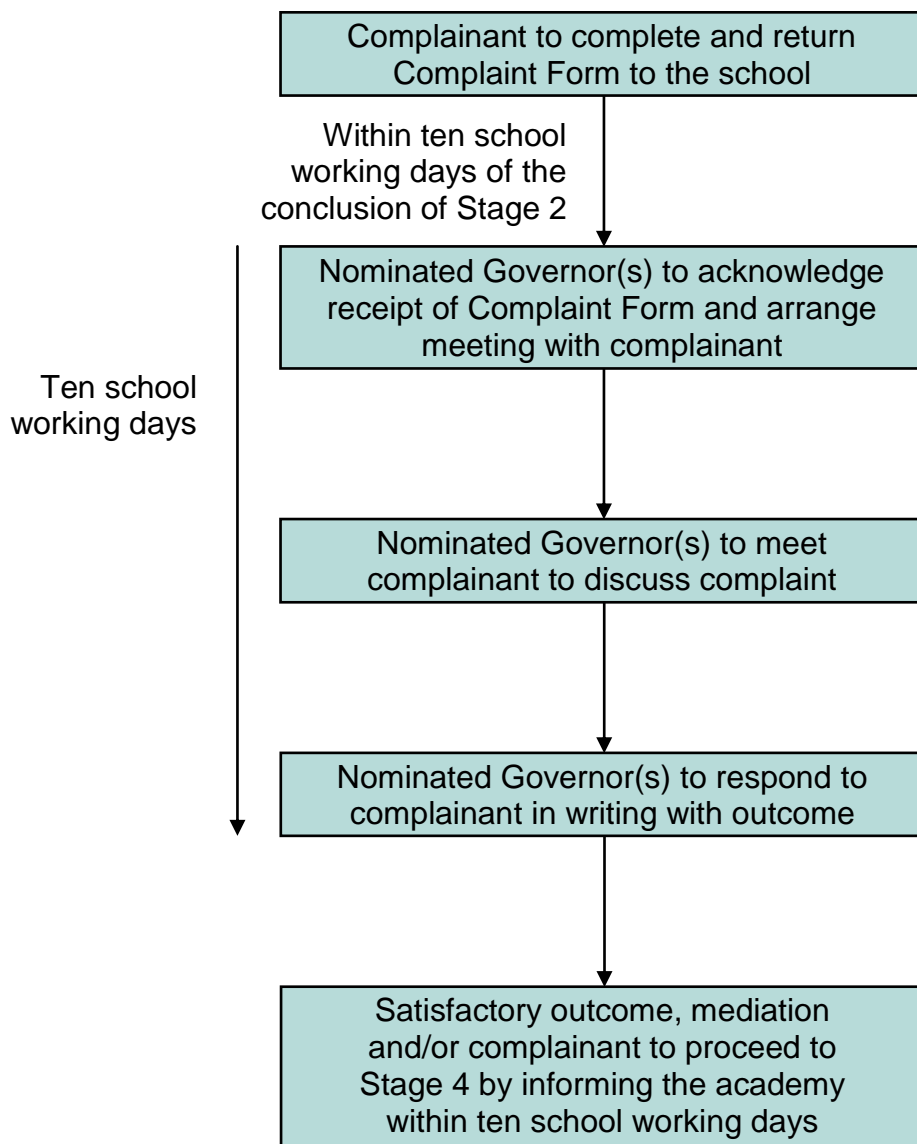 Complainant to complete and return
Complaint Form to the school
Within ten school
working days of the
conclusion of Stage 2
Nominated Governor(s) to acknowledge
receipt of Complaint Form and arrange
meeting with complainant
Ten school
working days
Nominated Governor(s) to meet
complainant to discuss complaint
Nominated Governor(s) to respond to
complainant in writing with outcome
Satisfactory outcome, mediation
and/or complainant to proceed to
Stage 4 by informing the academy
within ten school working days